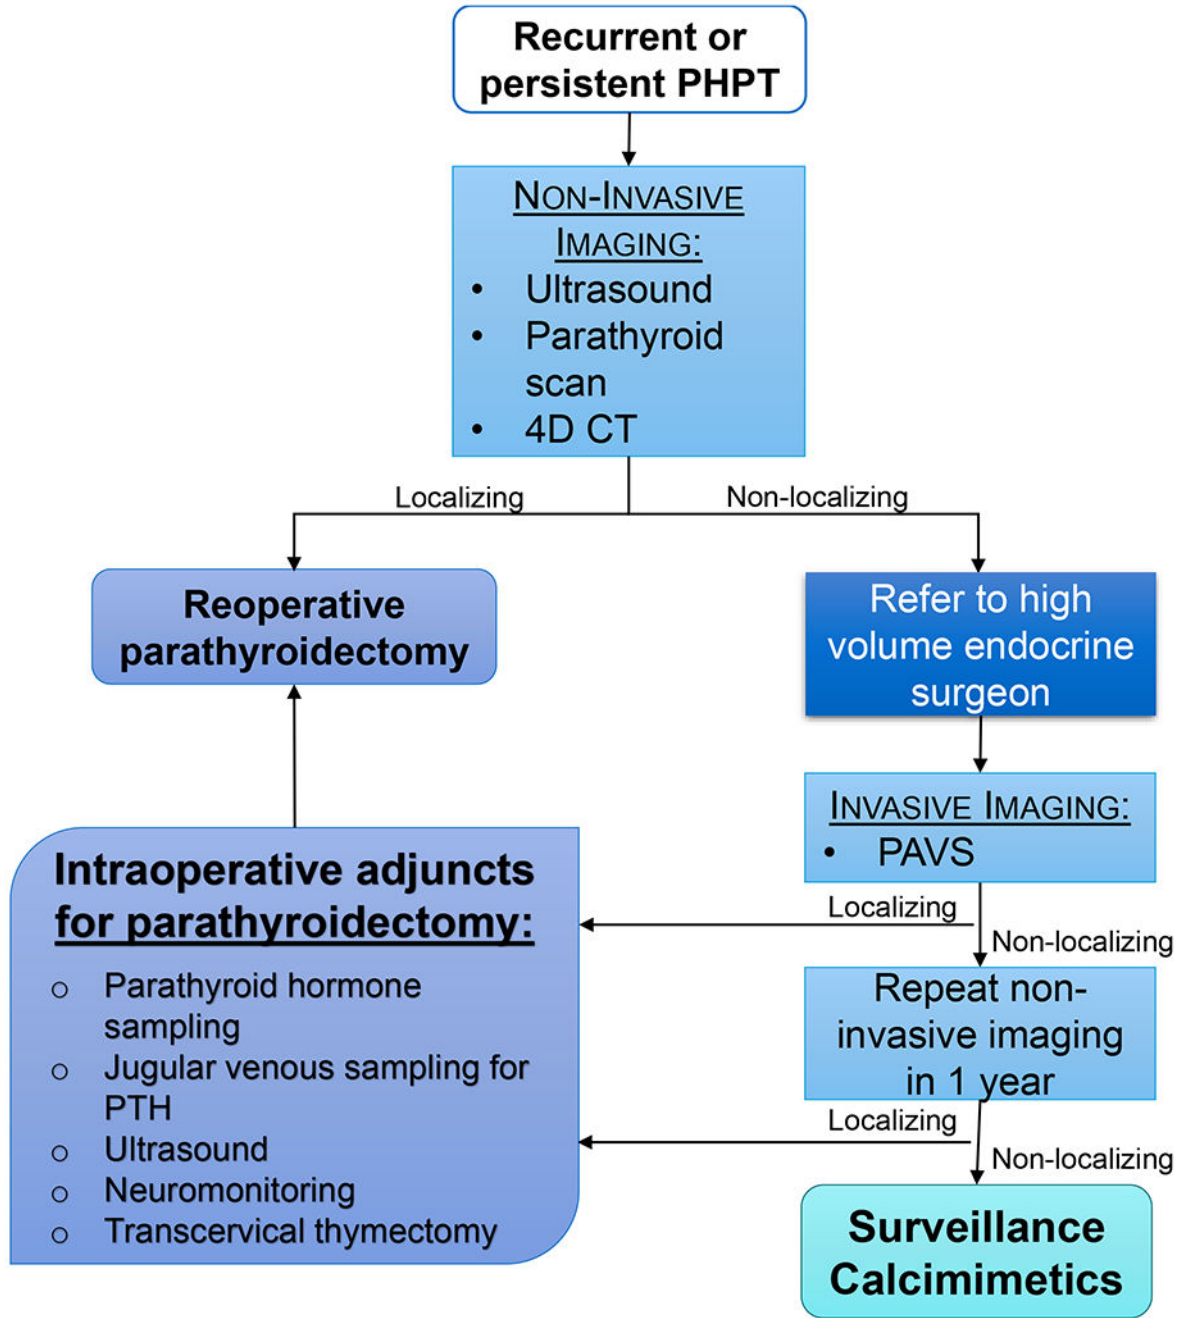 Recurrent or
persistent PHPT
NON-INVASIVE
IMAGING:
• Ultrasound
• Parathyroid
scan
• 4D CT
Localizing
Non-localizing
Reoperative
parathyroidectomy
Refer to high
volume endocrine
surgeon
INVASIVE IMAGING:
• PAVS
Localizing
Non-localizing
Intraoperative adjuncts
for parathyroidectomy:
o Parathyroid hormone
sampling
o Jugular venous sampling for
PTH
o Ultrasound
o Neuromonitoring
o Transcervical thymectomy
Repeat non-
invasive imaging
in 1 year
Localizing
Non-localizing
Surveillance
Calcimimetics